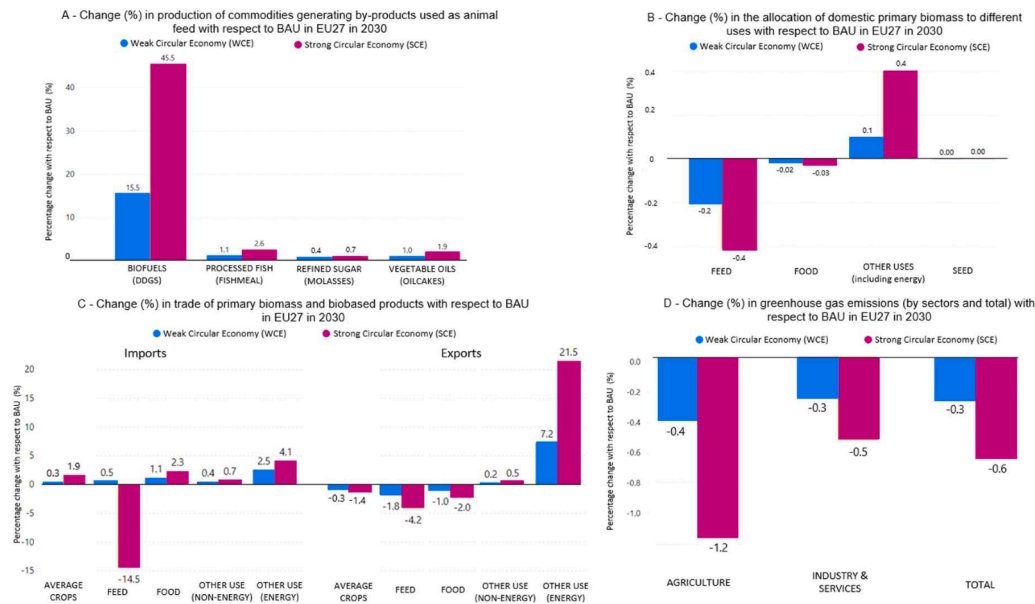 A - Change (%) in production of commodities generating by-products used as animal
feed with respect to BAU in EU27 in 2030
Weak Circular Economy (WCE) Strong Circular Economy (SCE)
Percentage change with respect to BAU (%)
40
30
20
10
0
15.5 45.5
1.1 2.6
0.4 0.7
1.0 1.9
BIOFUELS PROCESSED FISH REFINED SUGAR VEGETABLE OILS
(DDGS) (FISHMEAL) (MOLASSES) (OILCAKES)
B - Change (%) in the allocation of domestic primary biomass to different
uses with respect to BAU in EU27 in 2030
Weak Circular Economy (WCE) Strong Circular Economy (SCE)
Percentage change with respect to BAU (%)
0.4
0.2
0
-0.2
-0.4
-0.2 -0.4
-0.02 -0.03
0.1 0.4
0.00 0.00
FEED FOOD OTHER USES SEED
(including energy)
C - Change (%) in trade of primary biomass and biobased products with respect to BAU
in EU27 in 2030
Weak Circular Economy (WCE) Strong Circular Economy (SCE)
Imports Exports
Percentage change with respect to BAU (%)
20
15
10
5
0
-5
-10
-15
0.3 1.9
0.5 -14.5
1.1 2.3
0.4 0.7
2.5 4.1
-0.3 -1.4
-1.8 -4.2
-1.0 -2.0
0.2 0.5
7.2 21.5
AVERAGE FEED FOOD OTHER USE OTHER USE AVERAGE FEED FOOD OTHER USE OTHER USE
CROPS (NON-ENERGY) (ENERGY) CROPS (NON-ENERGY) (ENERGY)
D - Change (%) in greenhouse gas emissions (by sectors and total) with
respect to BAU in EU27 in 2030
Weak Circular Economy (WCE) Strong Circular Economy (SCE)
Percentage change with respect to BAU (%)
0.0
-0.2
-0.4
-0.6
-0.8
-1.0
-0.4 -1.2
-0.3 -0.5
-0.3 -0.6
AGRICULTURE INDUSTRY & TOTAL
SERVICES